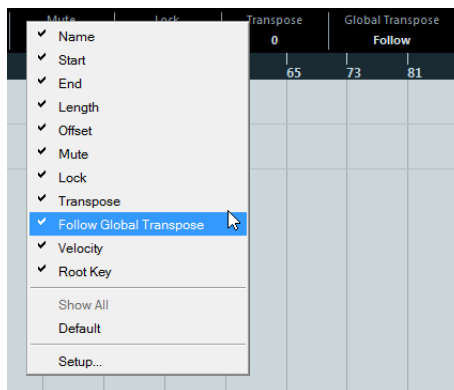 Mute Lock Transpose Global Transpose
0 Follow
65 73 81
Name
Start
End
Length
Offset
Mute
Lock
Transpose
Follow Global Transpose
Velocity
Root Key
Show All
Default
Setup...